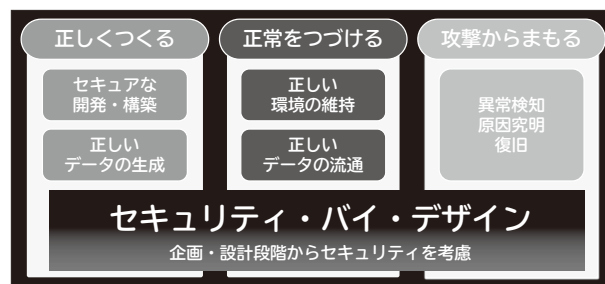 正しくつくる
セキュアな
開発・構築
正しい
データの生成
正常をつづける
正しい
環境の維持
正しい
データの流通
攻撃からまもる
異常検知
原因究明
復旧
セキュリティ・バイ・デザイン
企画・設計段階からセキュリティを考慮